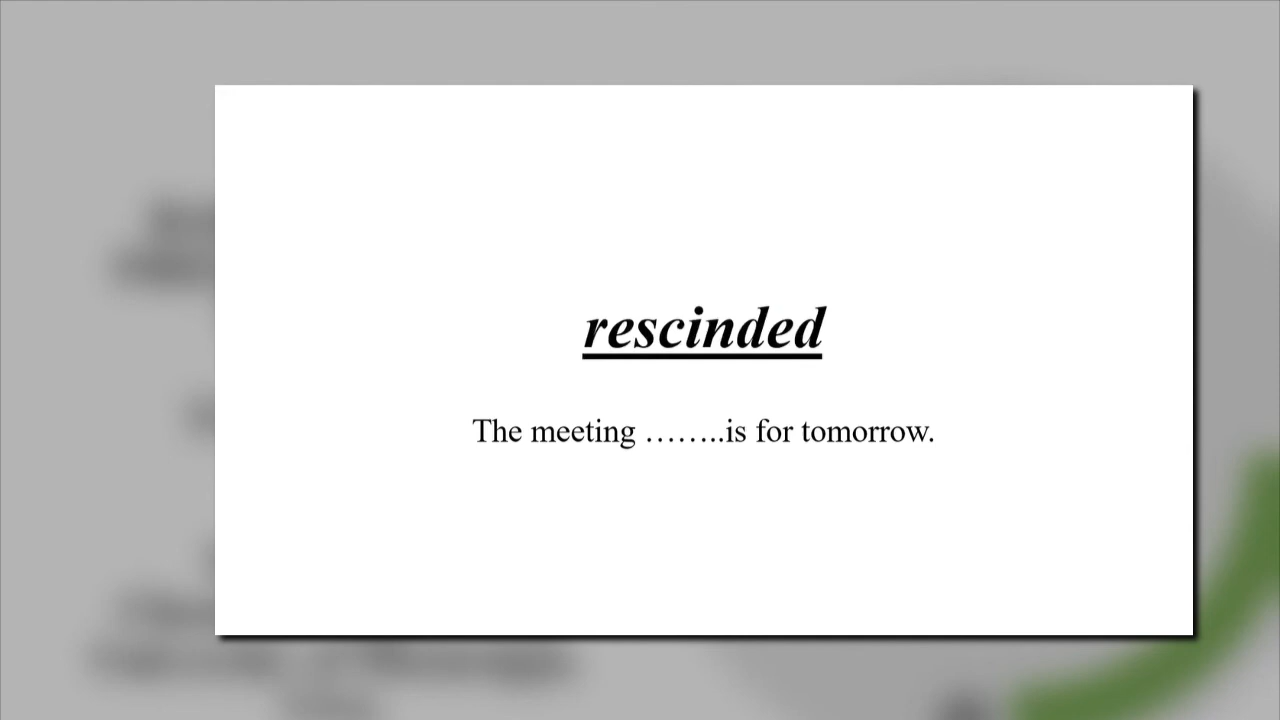 rescinded
The meeting ……..is for tomorrow.